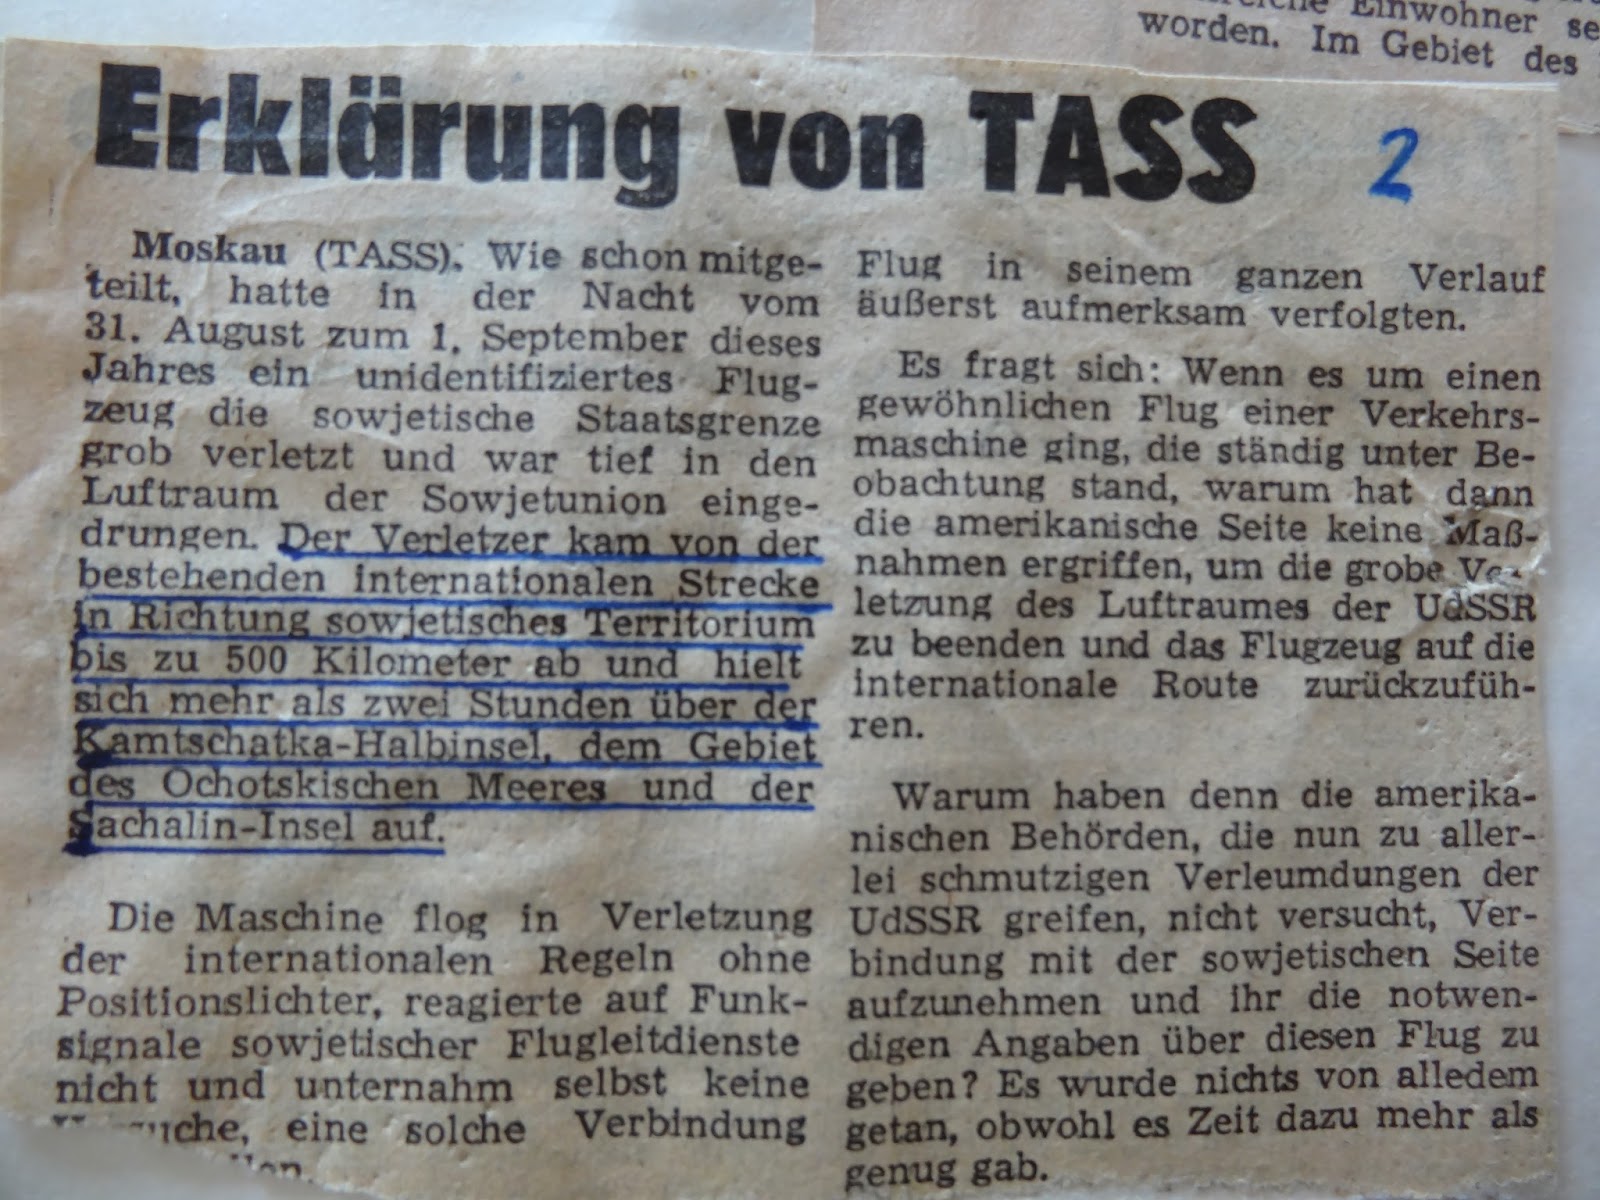 Einwohner se
worden. Im Gebiet des
Erklärung von TASS 2
Moskau (TASS). Wie schon mitge-
teilt, hatte in der Nacht vom
31. August zum 1. September dieses
Jahres ein unidentifiziertes Flug-
zeug die sowjetische Staatsgrenze
grob verletzt und war tief in den
Luftraum der Sowjetunion einge-
drungen. Der Verletzer kam von der
bestehenden internationalen Strecke
in Richtung sowjetisches Territorium
bis zu 500 Kilometer ab und hielt
sich mehr als zwei Stunden über der
Kamtschatka-Halbinsel, dem Gebiet
des Ochotskischen Meeres und der
Sachalin-Insel auf.
Die Maschine flog in Verletzung
der internationalen Regeln ohne
Positionslichter, reagierte auf Funk-
signale sowjetischer Flugleitdienste
nicht und unternahm selbst keine
eine solche Verbindung
Flug in seinem ganzen Verlauf
äußerst aufmerksam verfolgten.
Es fragt sich: Wenn es um einen
gewöhnlichen Flug einer Verkehrs-
maschine ging, die ständig unter Be-
obachtung stand, warum hat dann
die amerikanische Seite keine Maß-
nahmen ergriffen, um die grobe
letzung des Luftraumes der UdSSR
zu beenden und das Flugzeug auf die
internationale Route zurückzufüh-
ren.
Warum haben denn die amerika-
nischen Behörden, die nun zu aller-
lei schmutzigen Verleumdungen der
UdSSR greifen, nicht versucht, Ver-
bindung mit der sowjetischen Seite
aufzunehmen und ihr die notwen-
digen Angaben über diesen Flug zu
geben? Es wurde nichts von alledem
getan, obwohl es Zeit dazu mehr als
genug gab.